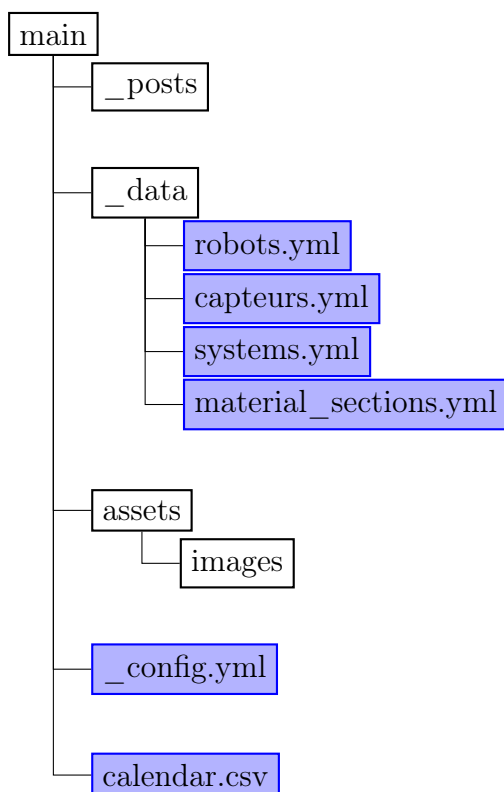 main
_posts
_data
robots.yml
capteurs.yml
systems.yml
material_sections.yml
assets
images
_config.yml
calendar.csv